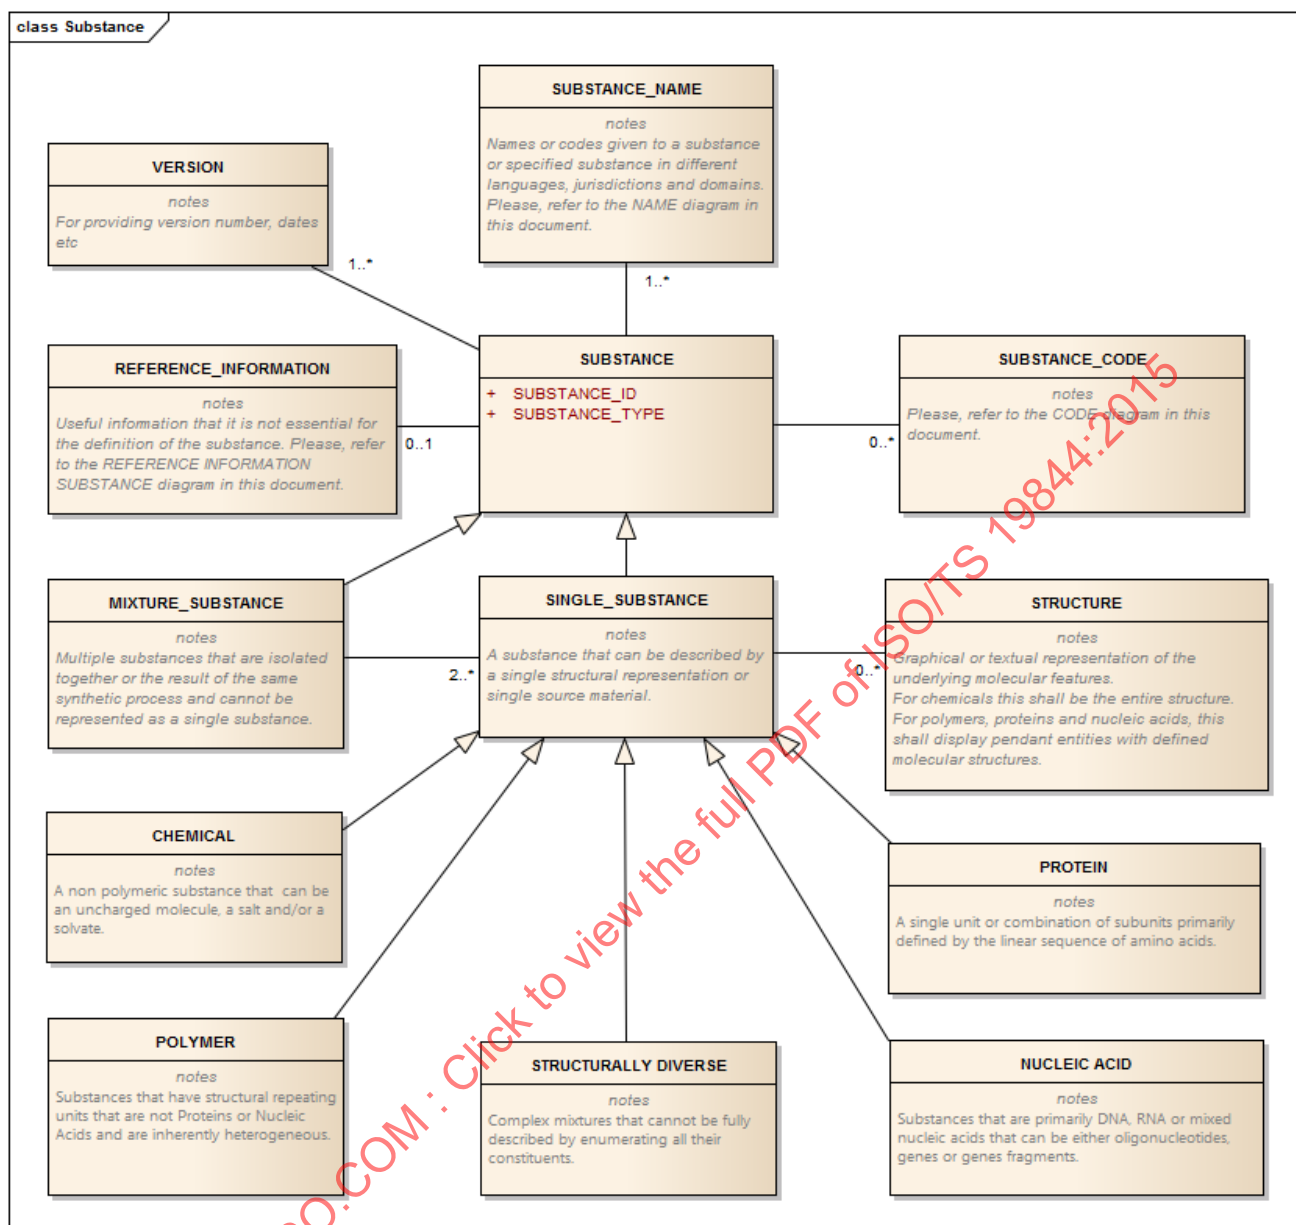 class Substance
SUBSTANCE_NAME
notes
Names or codes given to a substance
or specified substance in different
languages, jurisdictions and domains.
Please, refer to the NAME diagram in
this document.
VERSION
notes
For providing version number, dates
etc
1..*
1..*
REFERENCE_INFORMATION
notes
Useful information that it is not essential for
the definition of the substance. Please, refer
to the REFERENCE INFORMATION
SUBSTANCE diagram in this document.
0..1
SUBSTANCE
+ SUBSTANCE_ID
+ SUBSTANCE_TYPE
0..*
SUBSTANCE_CODE
notes
Please, refer to the CODE diagram in this
document.
MIXTURE_SUBSTANCE
notes
Multiple substances that are isolated
together or the result of the same
synthetic process and cannot be
represented as a single substance.
2..*
SINGLE_SUBSTANCE
notes
A substance that can be described by
a single structural representation or
single source material.
0..*
STRUCTURE
notes
Graphical or textual representation of the
underlying molecular features.
For chemicals this shall be the entire structure.
For polymers, proteins and nucleic acids, this
shall display pendant entities with defined
molecular structures.
CHEMICAL
notes
A non polymeric substance that can be
an uncharged molecule, a salt and/or a
solvate.
PROTEIN
notes
A single unit or combination of subunits primarily
defined by the linear sequence of amino acids.
POLYMER
notes
Substances that have structural repeating
units that are not Proteins or Nucleic
Acids and are inherently heterogeneous.
STRUCTURALLY DIVERSE
notes
Complex mixtures that cannot be fully
described by enumerating all their
constituents.
NUCLEIC ACID
notes
Substances that are primarily DNA, RNA or mixed
nucleic acids that can be either oligonucleotides,
genes or genes fragments.
O.COM : Click to view the full PDF of ISO/TS 19844:2015